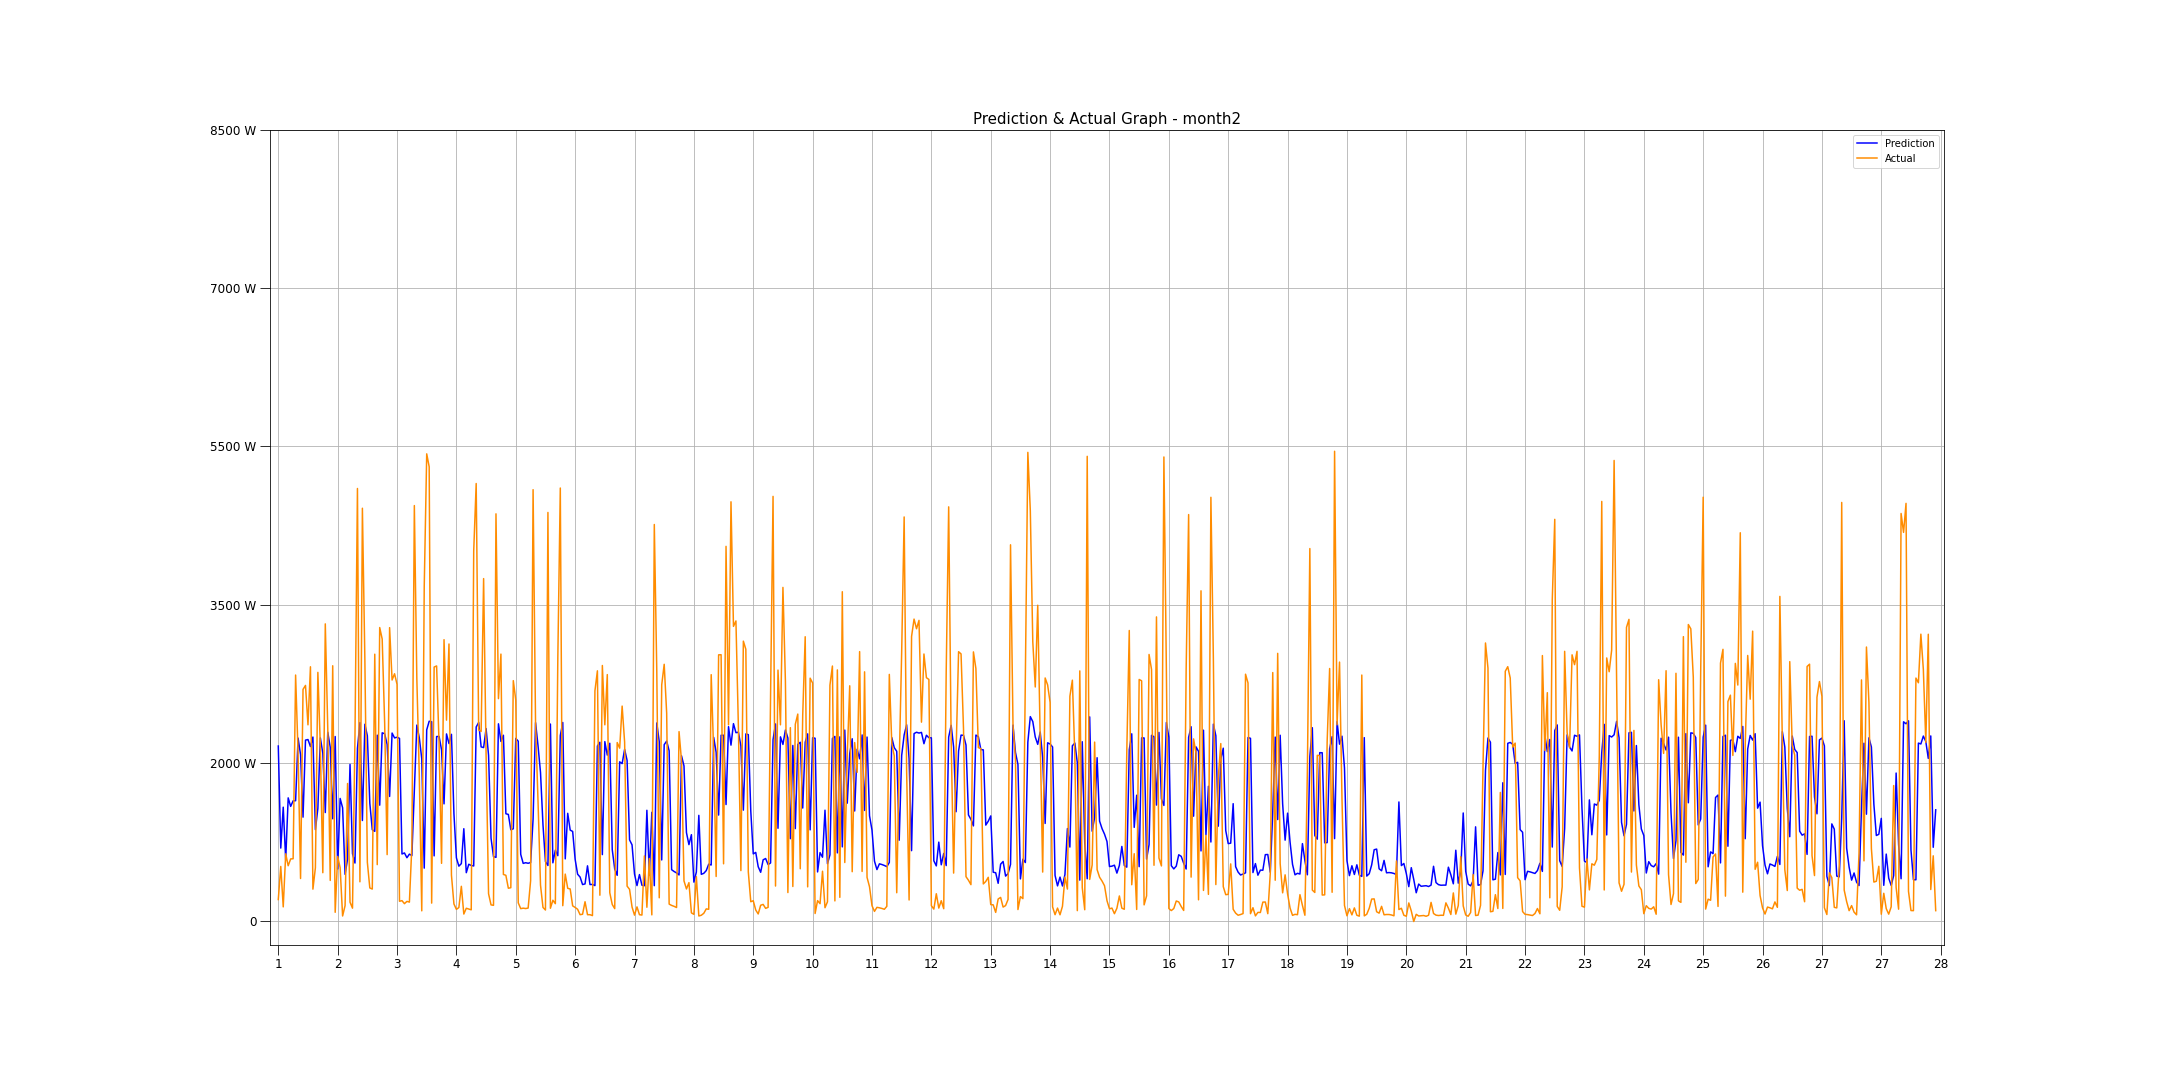 Prediction & Actual Graph - month2
8500 W
7000 W
5500 W
3500 W
2000 W
0
Prediction
Actual
1 2 3 4 5 6 7 8 9 10 11 12 13 14 15 16 17 18 19 20 21 22 23 24 25 26 27 27 28